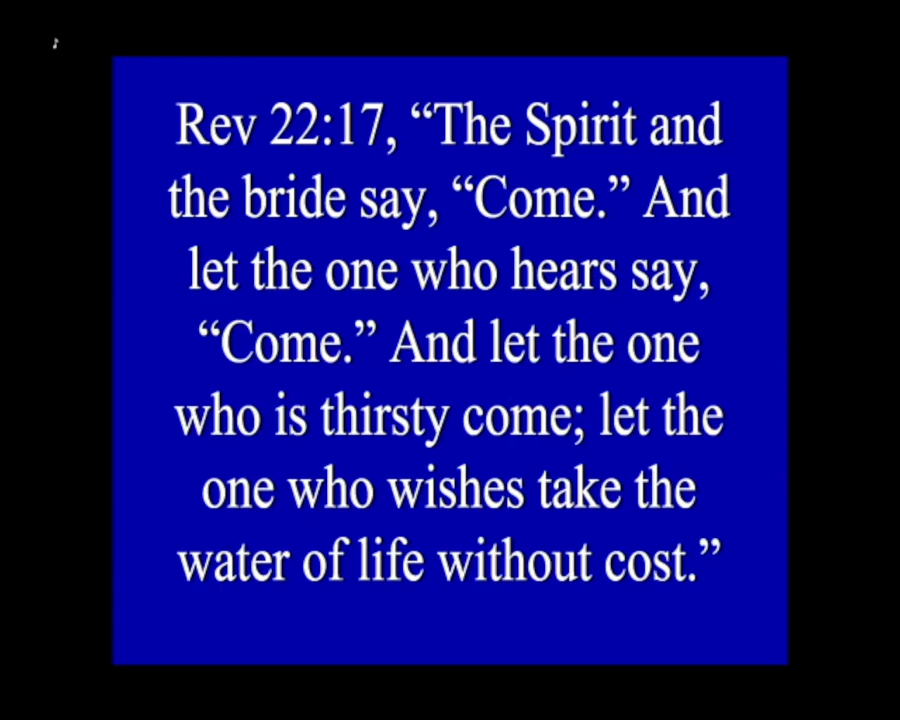 Rev 22:17, “The Spirit and
the bride say, “Come.” And
let the one who hears say,
“Come.” And let the one
who is thirsty come; let the
one who wishes take the
water of life without cost.”